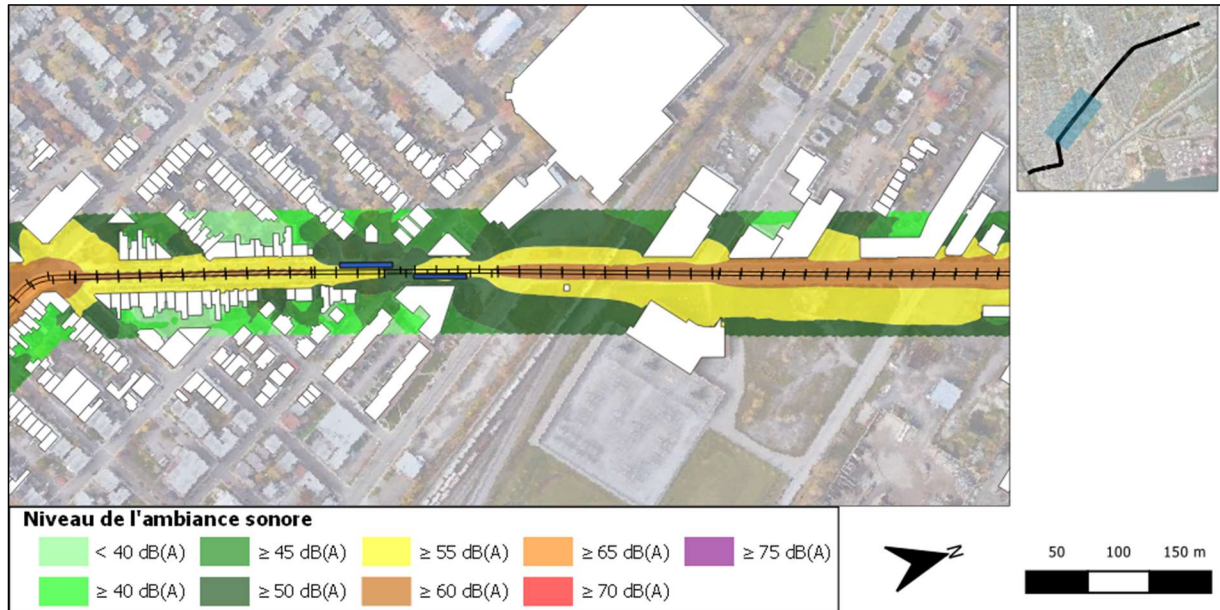 Niveau de l'ambiance sonore
< 40 dB(A) ≥ 45 dB(A) ≥ 55 dB(A) ≥ 65 dB(A) ≥ 75 dB(A)
≥ 40 dB(A) ≥ 50 dB(A) ≥ 60 dB(A) ≥ 70 dB(A)
N
50 100 150 m